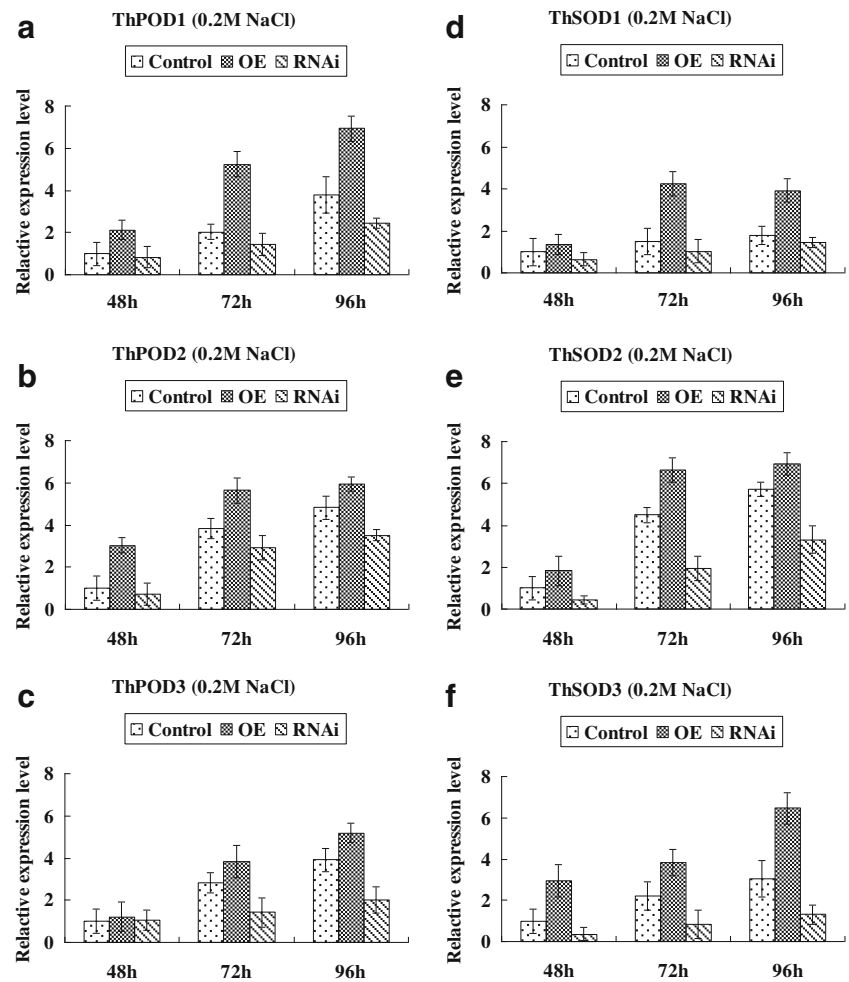 a
ThPOD1 (0.2M NaCl)
Control OE RNAi
Relactive expression level
8
6
4
2
0
48h 72h 96h
b
ThPOD2 (0.2M NaCl)
Control OE RNAi
Relactive expression level
8
6
4
2
0
48h 72h 96h
c
ThPOD3 (0.2M NaCl)
Control OE RNAi
Relactive expression level
8
6
4
2
0
48h 72h 96h
d
ThSOD1 (0.2M NaCl)
Control OE RNAi
Relactive expression level
8
6
4
2
0
48h 72h 96h
e
ThSOD2 (0.2M NaCl)
Control OE RNAi
Relactive expression level
8
6
4
2
0
48h 72h 96h
f
ThSOD3 (0.2M NaCl)
Control OE RNAi
Relactive expression level
8
6
4
2
0
48h 72h 96h